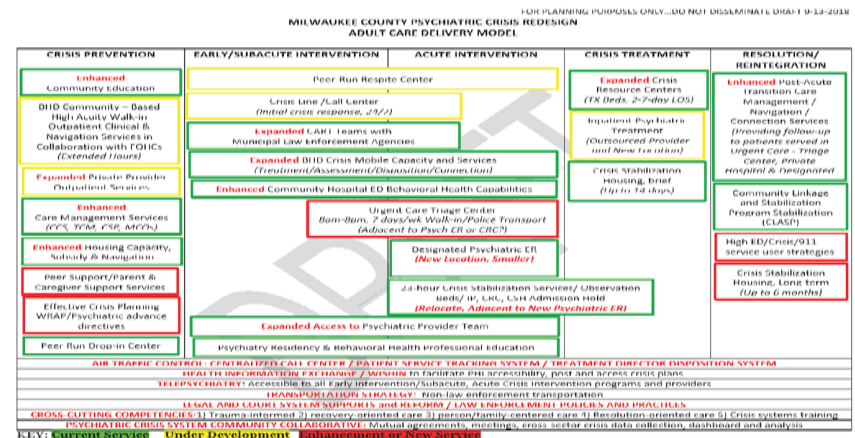 FOR PLANNING PURPOSES ONLY...DO NOT DISSEMINATE DRAFT 9-13-2018
MILWAUKEE COUNTY PSYCHIATRIC CRISIS REDESIGN
ADULT CARE DELIVERY MODEL
CRISIS PREVENTION
Enhanced
Community Education
BHD Community – Based
High Acuity Walk-in
Outpatient Clinical &
Navigation Services in
Collaboration with FQHCs
(Extended Hours)
Expanded Private Provider
Outpatient Services
Enhanced
Care Management Services
(CCS, TCM, CSP, MCOs)
Enhanced Housing Capacity,
Subsidy & Navigation
Peer Support/Parent &
Caregiver Support Services
Effective Crisis Planning
WRAP/Psychiatric advance
directives
Peer Run Drop-in Center
EARLY/SUBACUTE INTERVENTION
ACUTE INTERVENTION
Peer Run Respite Center
Crisis Line /Call Center
(Initial crisis response, 24/7)
Expanded CART Teams with
Municipal Law Enforcement Agencies
Expanded BHD Crisis Mobile Capacity and Services
(Treatment/Assessment/Disposition/Connection)
Enhanced Community Hospital ED Behavioral Health Capabilities
Urgent Care Triage Center
8am-8pm, 7 days/wk Walk-in/Police Transport
(Adjacent to Psych ER or CRC?)
Designated Psychiatric ER
(New Location, Smaller)
24-hour Crisis Stabilization Services/ Observation
Beds/ IP, CRC, CSH Admission Hold
(Relocate, Adjacent to New Psychiatric ER)
Expanded Access to Psychiatric Provider Team
Psychiatry Residency & Behavioral Health Professional Education
CRISIS TREATMENT
Expanded Crisis
Resource Centers
(TX Beds, 2-7-day LOS)
Inpatient Psychiatric
Treatment
(Outsourced Provider
and New Location)
Crisis Stabilization
Housing, brief
(Up to 14 days)
RESOLUTION/
REINTEGRATION
Enhanced Post-Acute
Transition Care
Management /
Navigation /
Connection Services
(Providing follow-up
to patients served in
Urgent Care - Triage
Center, Private
Hospital & Designated
Community Linkage
and Stabilization
Program Stabilization
(CLASP)
High ED/Crisis/911
service user strategies
Crisis Stabilization
Housing, Long term
(Up to 6 months)
DRAFT
AIR TRAFFIC CONTROL: CENTRALIZED CALL CENTER / PATIENT SERVICE TRACKING SYSTEM / TREATMENT DIRECTOR DISPOSITION SYSTEM
HEALTH INFORMATION EXCHANGE / WISHIN to facilitate PHI accessibility, post and access crisis plans
TELEPSYCHIATRY: Accessible to all Early Intervention/Subacute, Acute Crisis Intervention programs and providers
TRANSPORTATION STRATEGY: Non-law enforcement transportation
LEGAL AND COURT SYSTEM SUPPORTS and REFORM / LAW ENFORCEMENT POLICIES AND PRACTICES
CROSS-CUTTING COMPETENCIES: 1) Trauma-informed 2) recovery-oriented care 3) person/family-centered care 4) Resolution-oriented care 5) Crisis systems training
PSYCHIATRIC CRISIS SYSTEM COMMUNITY COLLABORATIVE: Mutual agreements, meetings, cross sector crisis data collection, dashboard and analysis
KEY: Current Service Under Development Enhancement or New Service